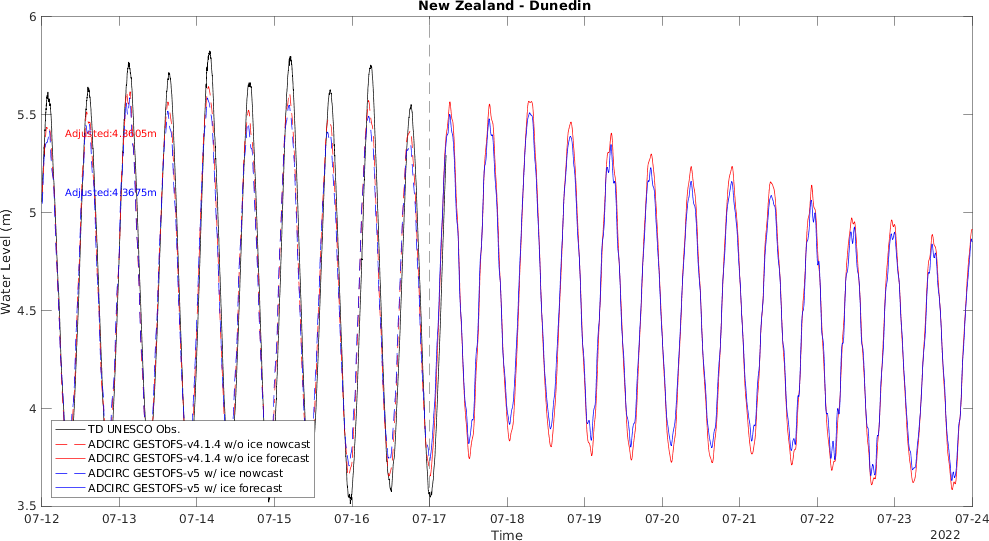 New Zealand - Dunedin
6
5.5
5
4.5
4
3.5
Water Level (m)
Adjusted:4.3605m
Adjusted:4.3675m
TD UNESCO Obs.
ADCIRC GESTOFS-v4.1.4 w/o ice nowcast
ADCIRC GESTOFS-v4.1.4 w/o ice forecast
ADCIRC GESTOFS-v5 w/ ice nowcast
ADCIRC GESTOFS-v5 w/ ice forecast
07-12 07-13 07-14 07-15 07-16 07-17 07-18 07-19 07-20 07-21 07-22 07-23 07-24
Time
2022